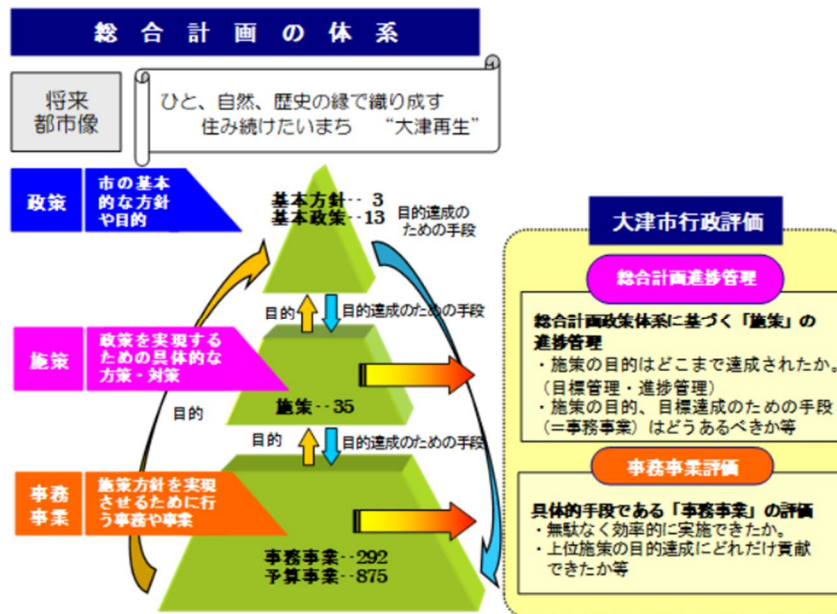 総合計画の体系
将来
都市像
ひと、自然、歴史の縁で織り成す
住み続けたいまち “大津再生”
政策
市の基本
的な方針
や目的
基本方針‥3
基本政策‥13
目的達成の
ための手段
目的
目的達成のための手段
施策
政策を実現する
ための具体的な
方策・対策
施策‥35
目的
目的
目的達成のための手段
事務
事業
施策方針を実現
させるために行
う事務や事業
事務事業‥292
予算事業‥875
大津市行政評価
総合計画進捗管理
総合計画政策体系に基づく「施策」の
進捗管理
・施策の目的はどこまで達成されたか。
(目標管理・進捗管理)
・施策の目的、目標達成のための手段
(=事務事業)はどうあるべきか等
事務事業評価
具体的手段である「事務事業」の評価
・無駄なく効率的に実施できたか。
・上位施策の目的達成にどれだけ貢献
できたか等